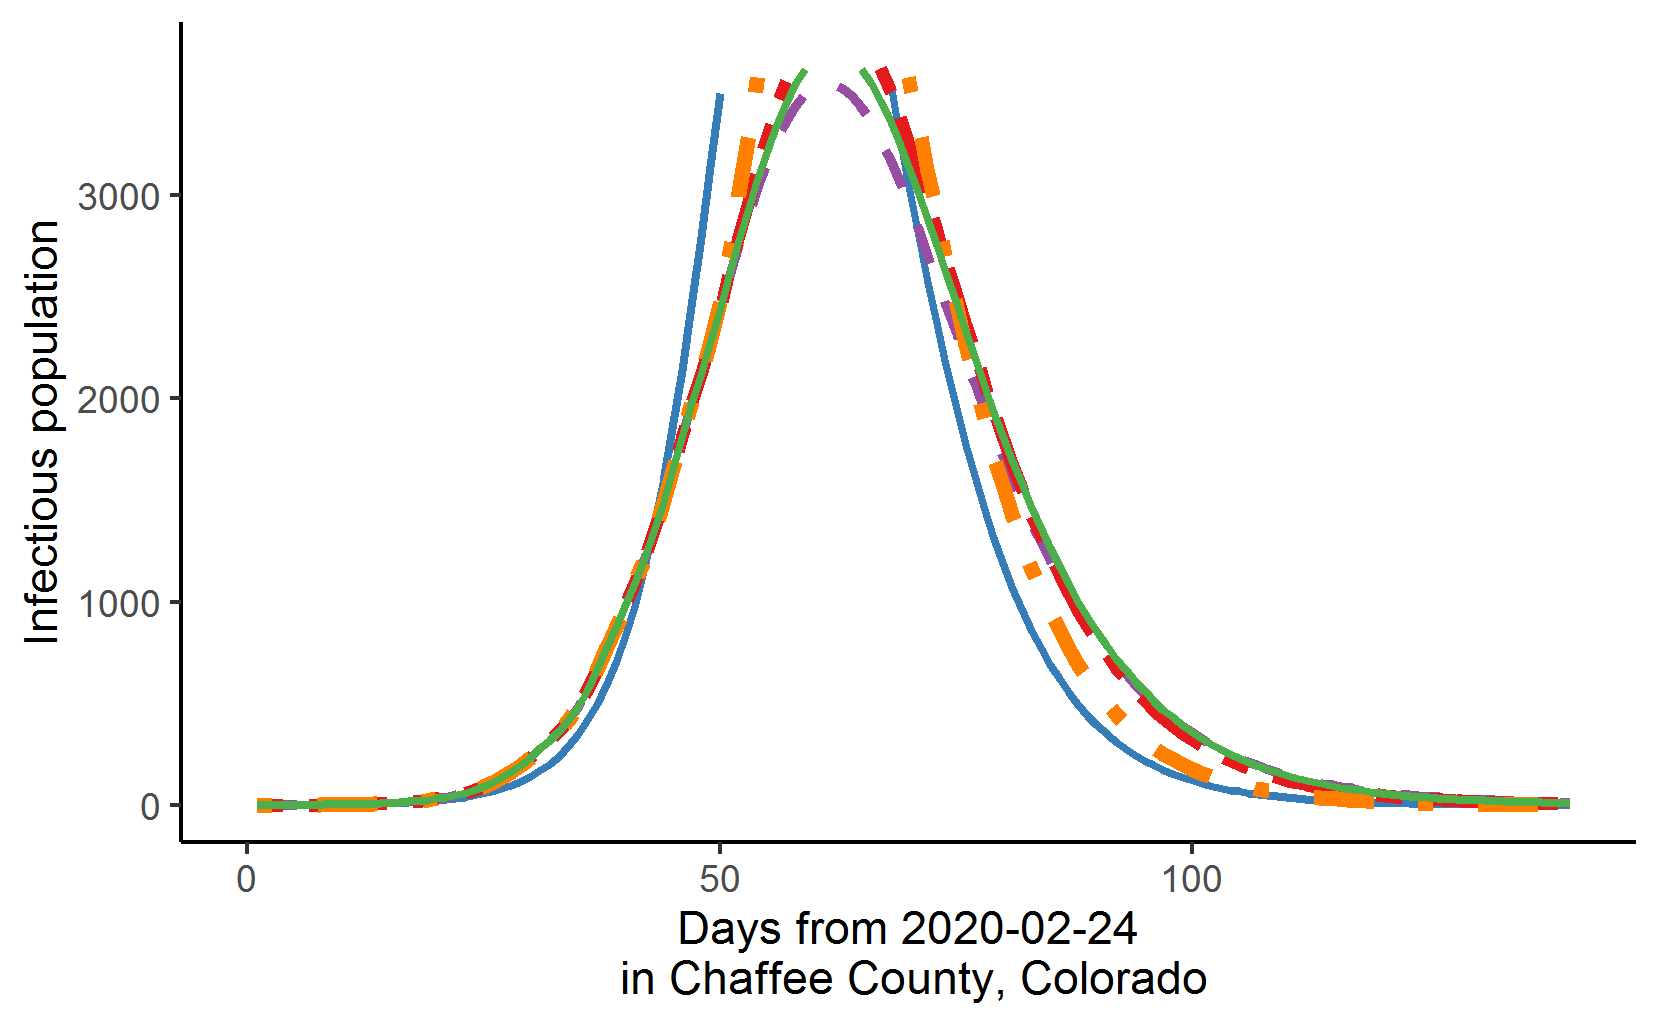 Infectious population
3000
2000
1000
0
0 50 100
Days from 2020-02-24
in Chaffee County, Colorado